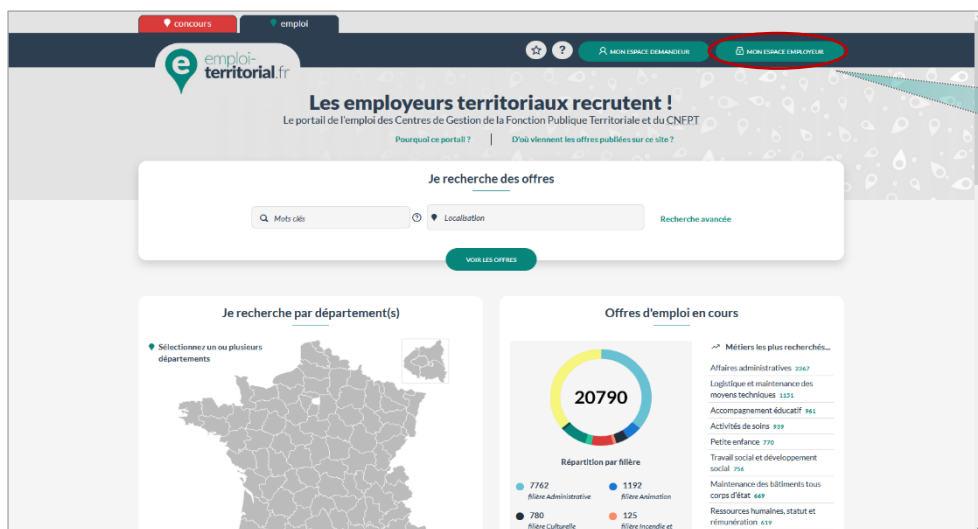 concours
emploi
emploi-
territorial.fr
?
MON ESPACE DEMANDEUR
MON ESPACE EMPLOYEUR
Les employeurs territoriaux recrutent !
Le portail de l'emploi des Centres de Gestion de la Fonction Publique Territoriale et du CNFPT
Pourquoi ce portail ?
D'où viennent les offres publiées sur ce site ?
Je recherche des offres
Mots clés
?
Localisation
Recherche avancée
VOIR LES OFFRES
Je recherche par département(s)
Sélectionnez un ou plusieurs
départements
Offres d'emploi en cours
20790
Répartition par filière
7762
filière Administrative
1192
filière Animation
780
filière Culturelle
125
filière Incendie et
Métiers les plus recherchés...
Affaires administratives 2367
Logistique et maintenance des
moyens techniques 1151
Accompagnement éducatif 961
Activités de soins 939
Petite enfance 770
Travail social et développement
social 756
Maintenance des bâtiments tous
corps d'état 669
Ressources humaines, statut et
rémunération 619